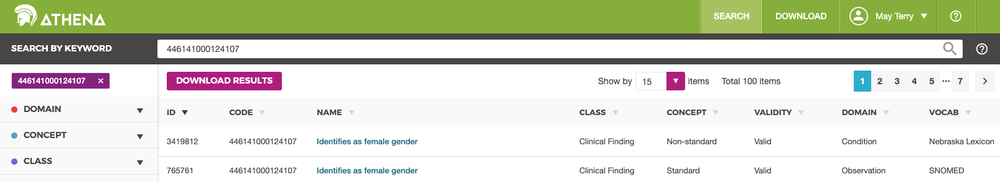 ATHENA
SEARCH DOWNLOAD May Terry ?
SEARCH BY KEYWORD 446141000124107 ?
446141000124107 × DOWNLOAD RESULTS Show by 15 items Total 100 items 1 2 3 4 5 ... 7 >
DOMAIN
CONCEPT
CLASS
ID CODE NAME CLASS CONCEPT VALIDITY DOMAIN VOCAB
3419812 446141000124107 Identifies as female gender Clinical Finding Non-standard Valid Condition Nebraska Lexicon
765761 446141000124107 Identifies as female gender Clinical Finding Standard Valid Observation SNOMED